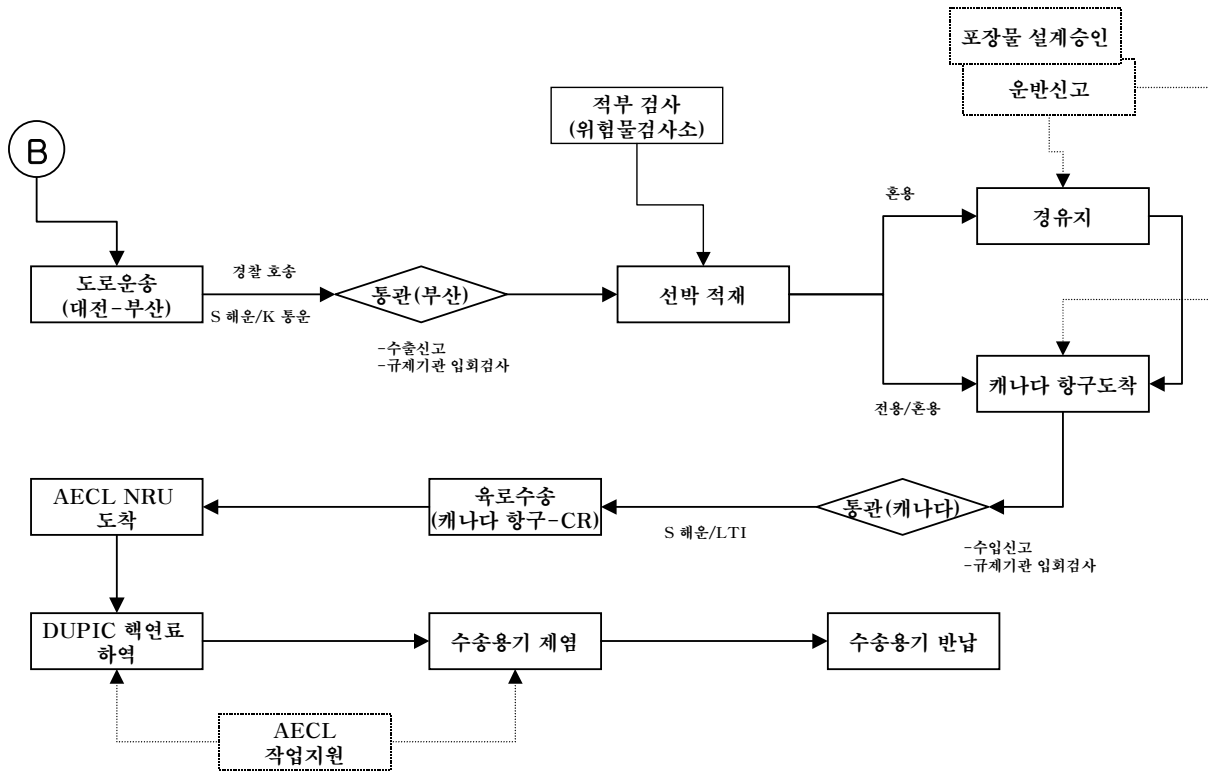 포장물 설계승인
운반신고
적부 검사
(위험물검사소)
B
혼용
경유지
도로운송
(대전-부산)
경찰 호송
S 해운/K 통운
통관(부산)
-수출신고
-규제기관 입회검사
선박 적재
캐나다 항구도착
전용/혼용
AECL NRU
도착
육로수송
(캐나다 항구-CR)
S 해운/LTI
통관(캐나다)
-수입신고
-규제기관 입회검사
DUPIC 핵연료
하역
수송용기 제염
수송용기 반납
AECL
작업지원